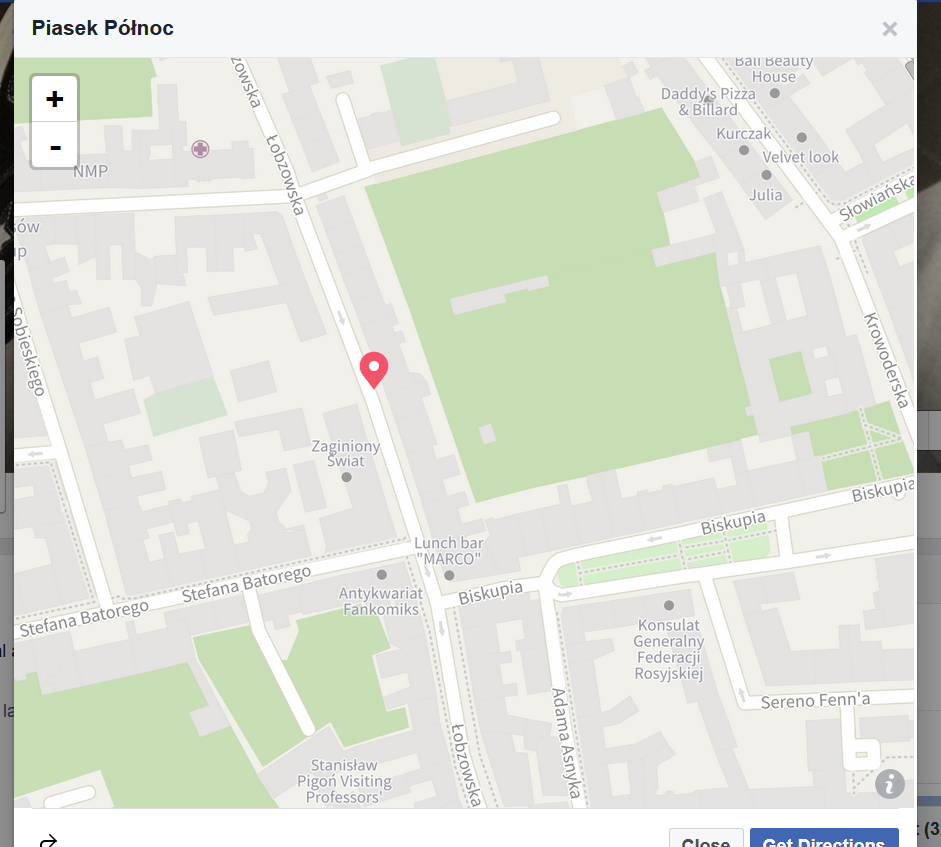 Piasek Północ
×
+
-
zowska
Łobzowska
Ball Beauty
House
Daddy's Pizza
& Billard
Kurczak
Velvet look
Julia
Słowiańska
NMP
Sobieskiego
Krowoderska
Zaginiony
Świat
Biskupia
Biskupia
Lunch bar
"MARCO"
Stefana Batorego
Stefana Batorego
Biskupia
Antykwariat
Fankomiks
Konsulat
Generalny
Federacji
Rosyjskiej
Adama Asnyka
Sereno Fenn'a
Łobzowska
Stanisław
Pigoń Visiting
Professors'
i
Close
Get Directions